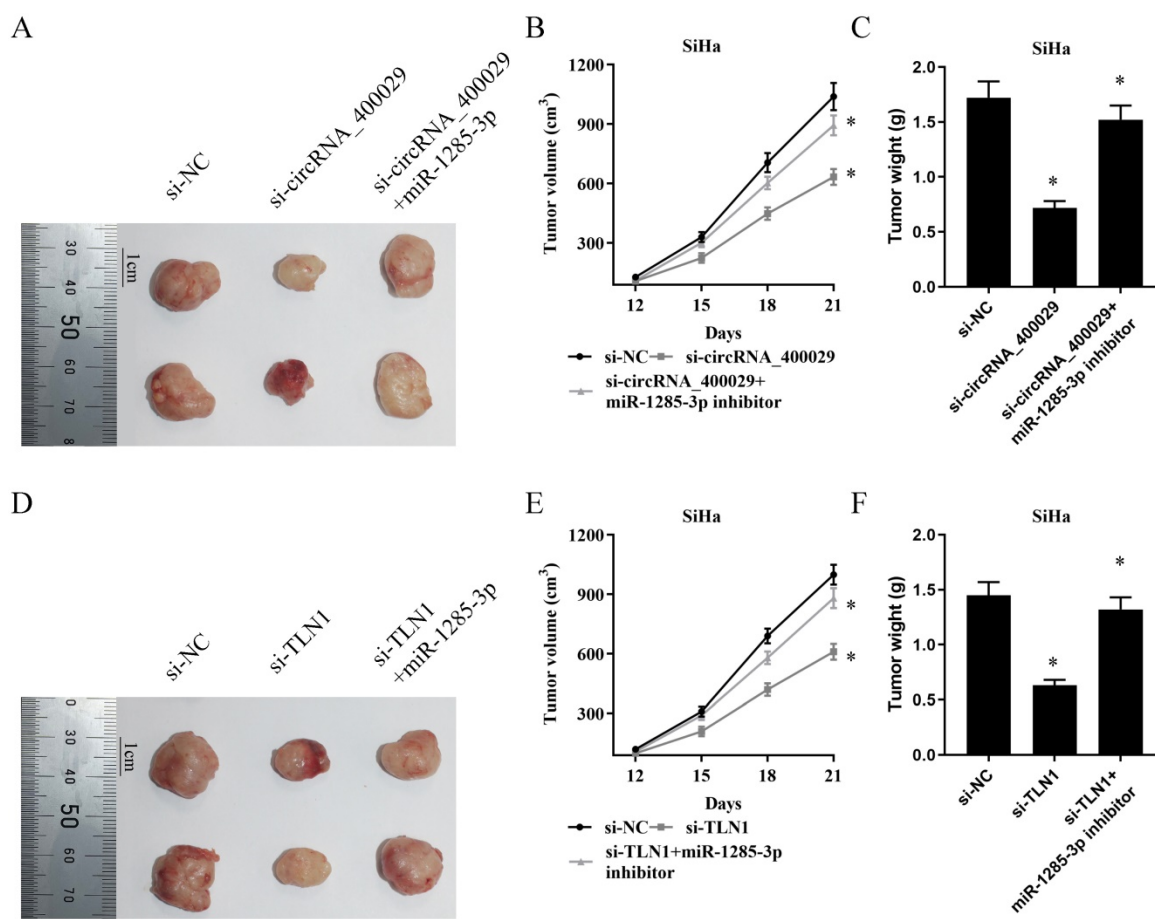 A
si-NC
si-circRNA_400029
si-circRNA_400029
+miR-1285-3p
30
1cm
40
50
60
70
8
B
SiHa
Tumor volume (cm3)
1200
900
600
300
*
*
12 15 18 21
Days
si-NC si-circRNA_400029
si-circRNA_400029+
miR-1285-3p inhibitor
C
SiHa
Tumor wight (g)
2.0
1.5
1.0
0.5
0.0
*
*
si-NC
si-circRNA_400029
si-circRNA_400029+
miR-1285-3p inhibitor
D
si-NC
si-TLN1
si-TLN1
+miR-1285-3p
0
30
1cm
40
50
60
70
E
SiHa
Tumor volume (cm3)
1200
900
600
300
*
*
12 15 18 21
Days
si-NC si-TLN1
si-TLN1+miR-1285-3p
inhibitor
F
SiHa
Tumor wight (g)
2.0
1.5
1.0
0.5
0.0
*
*
si-NC
si-TLN1
si-TLN1+
miR-1285-3p inhibitor